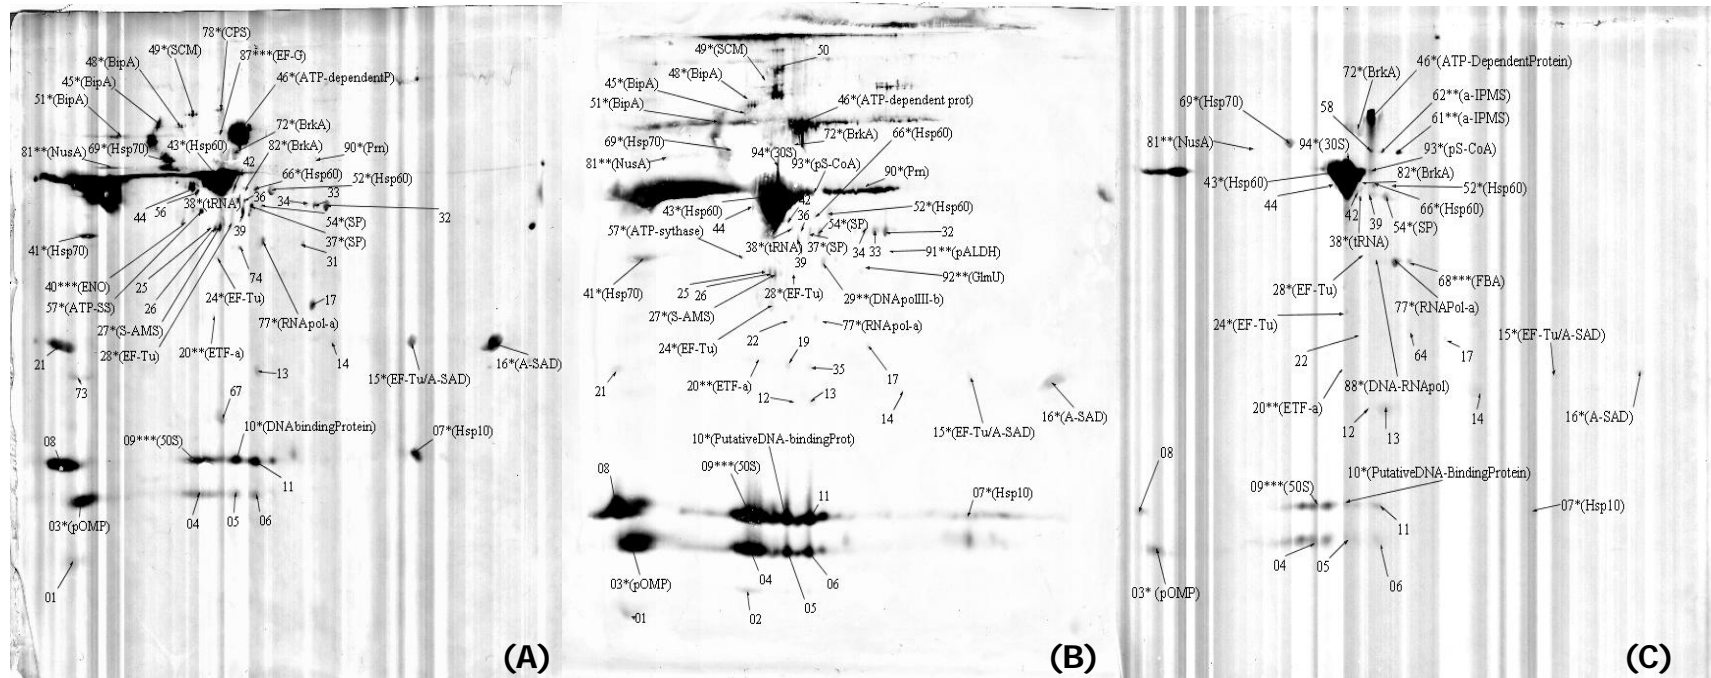 78*(CPS)
49*(SCM)
87***(EF-G)
48*(BipA)
46*(ATP-dependentP)
45*(BipA)
51*(BipA)
72*(BrkA)
43*(Hsp60)
81**(NusA)
69*(Hsp70)
42
82*(BrkA)
90*(Prn)
66*(Hsp60)
52*(Hsp60)
36
33
34
44
56
38*(tRNA)
32
54*(SP)
39
37*(SP)
41*(Hsp70)
31
74
40***(ENO)
25
57*(ATP-SS)
26
24*(EF-Tu)
17
27*(S-AMS)
77*(RNApol-a)
28*(EF-Tu)
20**(ETF-a)
21
14
16*(A-SAD)
15*(EF-Tu/A-SAD)
13
73
67
10*(DNAbindingProtein)
07*(Hsp10)
08
09***(50S)
11
03*(pOMP)
04
05
06
01
(A)
49*(SCM)
50
48*(BipA)
45*(BipA)
51*(BipA)
46*(ATP-dependent prot)
72*(BrkA)
66*(Hsp60)
69*(Hsp70)
94*(30S)
81**(NusA)
93*(pS-CoA)
90*(Prn)
43*(Hsp60)
42
36
52*(Hsp60)
44
54*(SP)
57*(ATP-sythase)
34
33
32
38*(tRNA)
37*(SP)
39
91**(pALDH)
92**(GlmU)
41*(Hsp70)
25
26
28*(EF-Tu)
29**(DNApolIII-b)
27*(S-AMS)
77*(RNApol-a)
24*(EF-Tu)
22
19
35
17
20**(ETF-a)
21
12
13
14
16*(A-SAD)
15*(EF-Tu/A-SAD)
10*(PutativeDNA-bindingProt)
08
09***(50S)
11
07*(Hsp10)
03*(pOMP)
04
06
05
01
02
(B)
46*(ATP-DependentProtein)
72*(BrkA)
69*(Hsp70)
58
62**(a-IPMS)
61**(a-IPMS)
81**(NusA)
94*(30S)
93*(pS-CoA)
82*(BrkA)
43*(Hsp60)
52*(Hsp60)
44
42
39
66*(Hsp60)
54*(SP)
38*(tRNA)
28*(EF-Tu)
68***(FBA)
77*(RNAPol-a)
24*(EF-Tu)
15*(EF-Tu/A-SAD)
22
64
17
88*(DNA-RNApol)
20**(ETF-a)
14
16*(A-SAD)
12
13
08
10*(PutativeDNA-BindingProtein)
09***(50S)
07*(Hsp10)
11
04
05
06
03* (pOMP)
(C)